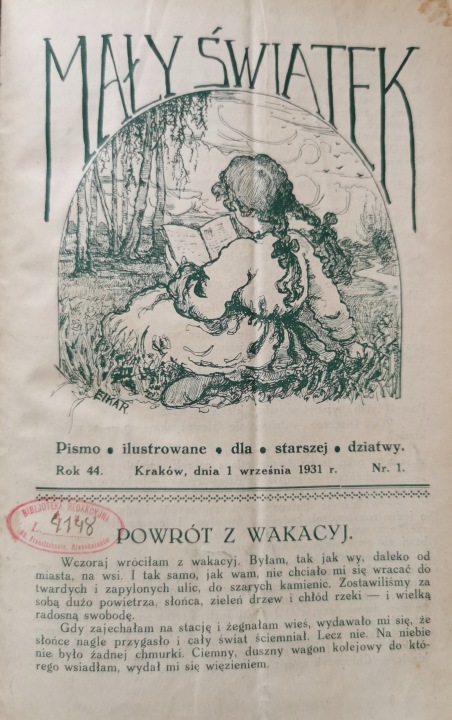 MAŁY ŚWIATEK
EIKAR
Pismo • ilustrowane • dla • starszej • dziatwy.
Rok 44. Kraków, dnia 1 września 1931 r. Nr. 1.
BIBLJOTEKA REDAKCYJNA
L. 4148
POWRÓT Z WAKACYJ.
Wczoraj wróciłam z wakacyj. Byłam, tak jak wy, daleko od
miasta, na wsi. I tak samo, jak wam, nie chciało mi się wracać do
twardych i zapylonych ulic, do szarych kamienic. Zostawiliśmy za
sobą dużo powietrza, słońca, zieleń drzew i chłód rzeki — i wielką
radosną swobodę.
Gdy zajechałam na stację i żegnałam wieś, wydawało mi się, że
słońce nagle przygasło i cały świat ściemniał. Lecz nie. Na niebie
nie było żadnej chmurki. Ciemny, duszny wagon kolejowy do któ-
rego wsiadłam, wydał mi się więzieniem.